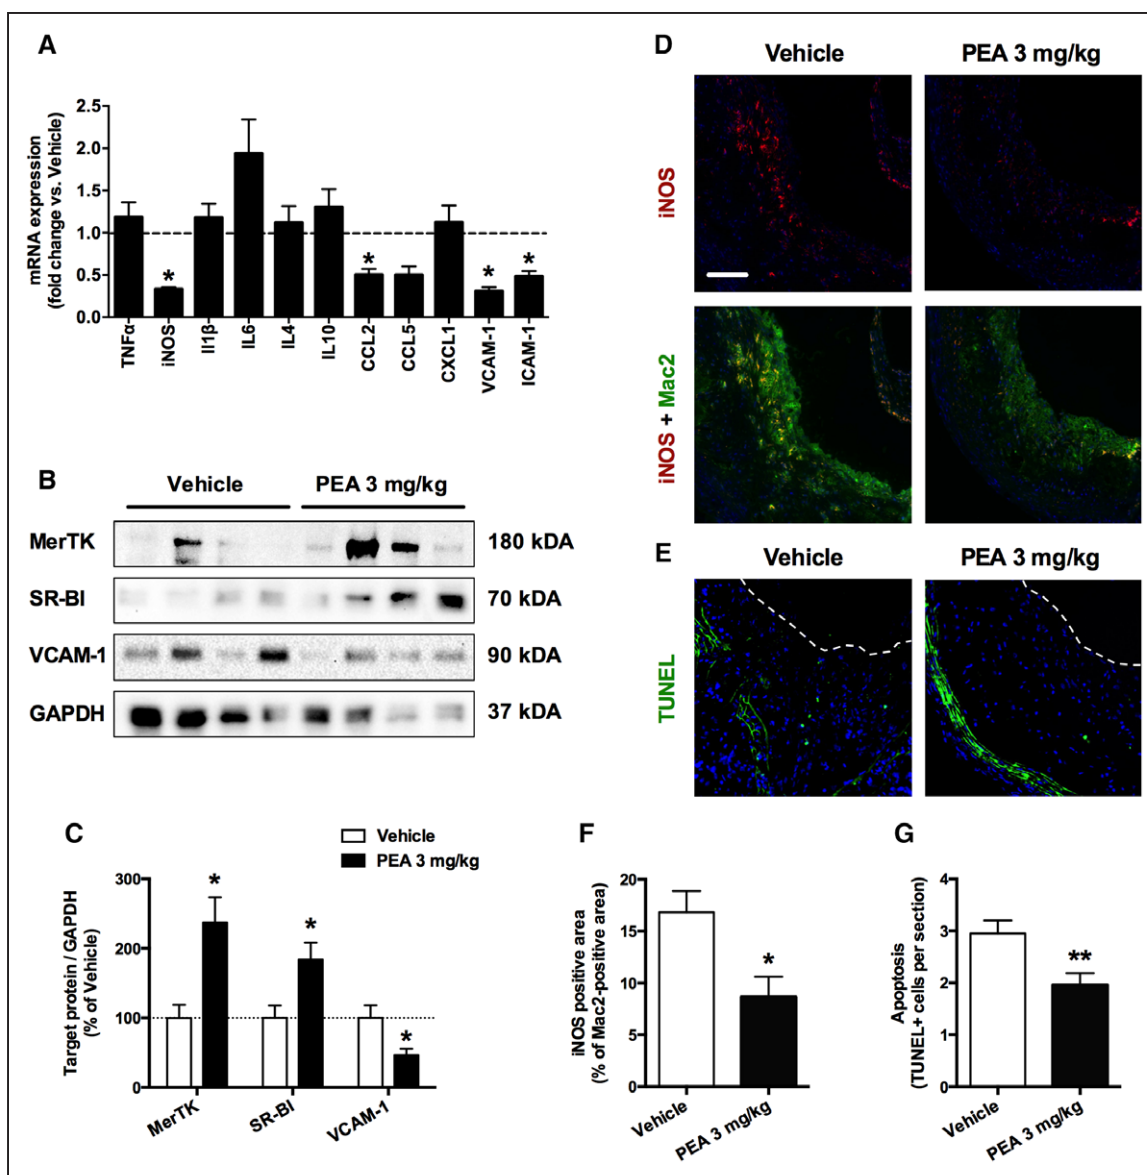 A
mRNA expression
(fold change vs. Vehicle)
2.5
2.0
1.5
1.0
0.5
0.0
*
*
*
*
TNFα
iNOS
Il1β
IL6
IL4
IL10
CCL2
CCL5
CXCL1
VCAM-1
ICAM-1
B
Vehicle PEA 3 mg/kg
MerTK 180 kDA
SR-BI 70 kDA
VCAM-1 90 kDA
GAPDH 37 kDA
C
Vehicle
PEA 3 mg/kg
Target protein / GAPDH
(% of Vehicle)
300
200
100
0
*
*
*
MerTK
SR-BI
VCAM-1
D
Vehicle PEA 3 mg/kg
iNOS
iNOS + Mac2
E
Vehicle PEA 3 mg/kg
TUNEL
F
iNOS positive area
(% of Mac2-positive area)
20
15
10
5
0
*
Vehicle
PEA 3 mg/kg
G
Apoptosis
(TUNEL+ cells per section)
4
3
2
1
0
**
Vehicle
PEA 3 mg/kg